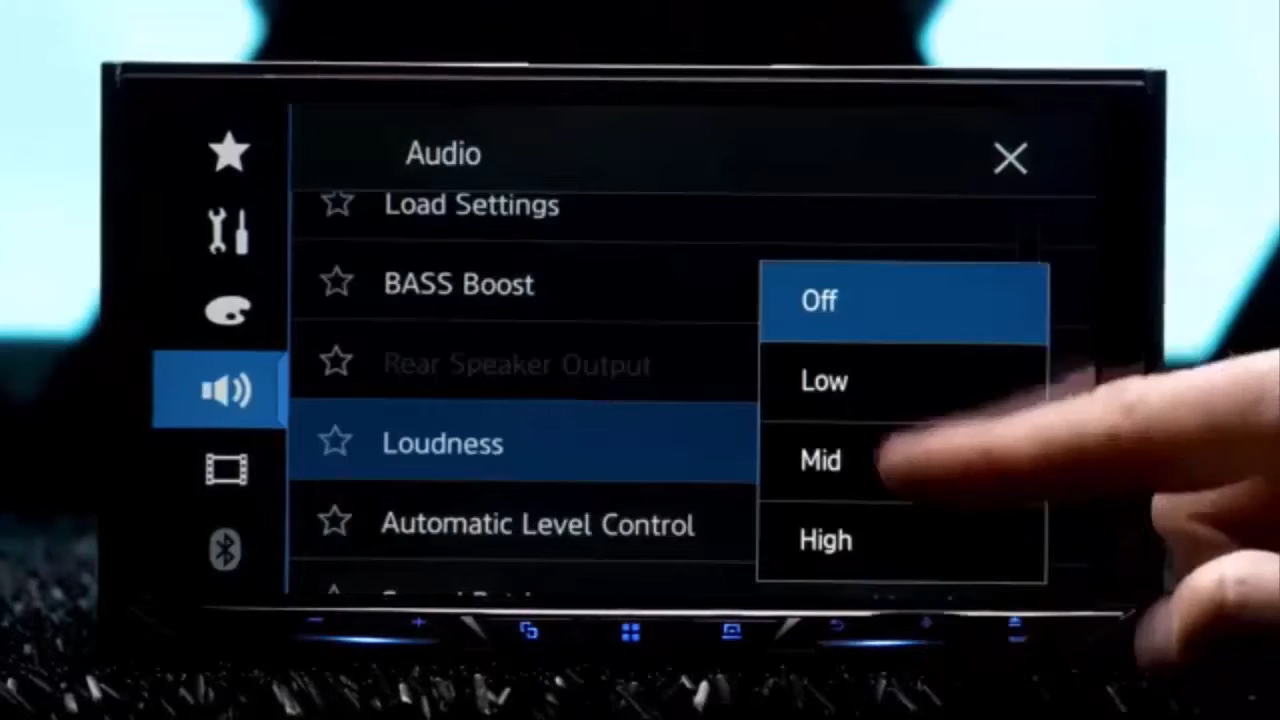 Audio
Load Settings
BASS Boost
Rear Speaker Output
Loudness
Automatic Level Control
Off
Low
Mid
High